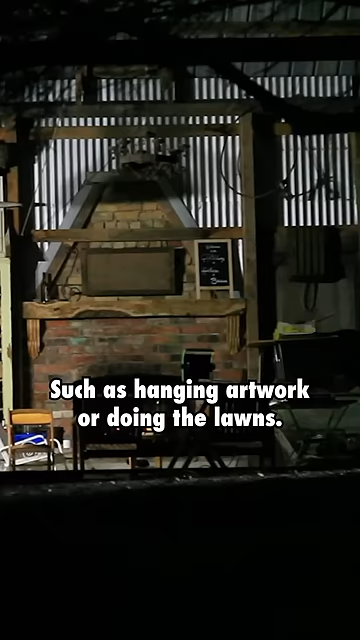 Such as hanging artwork
or doing the lawns.